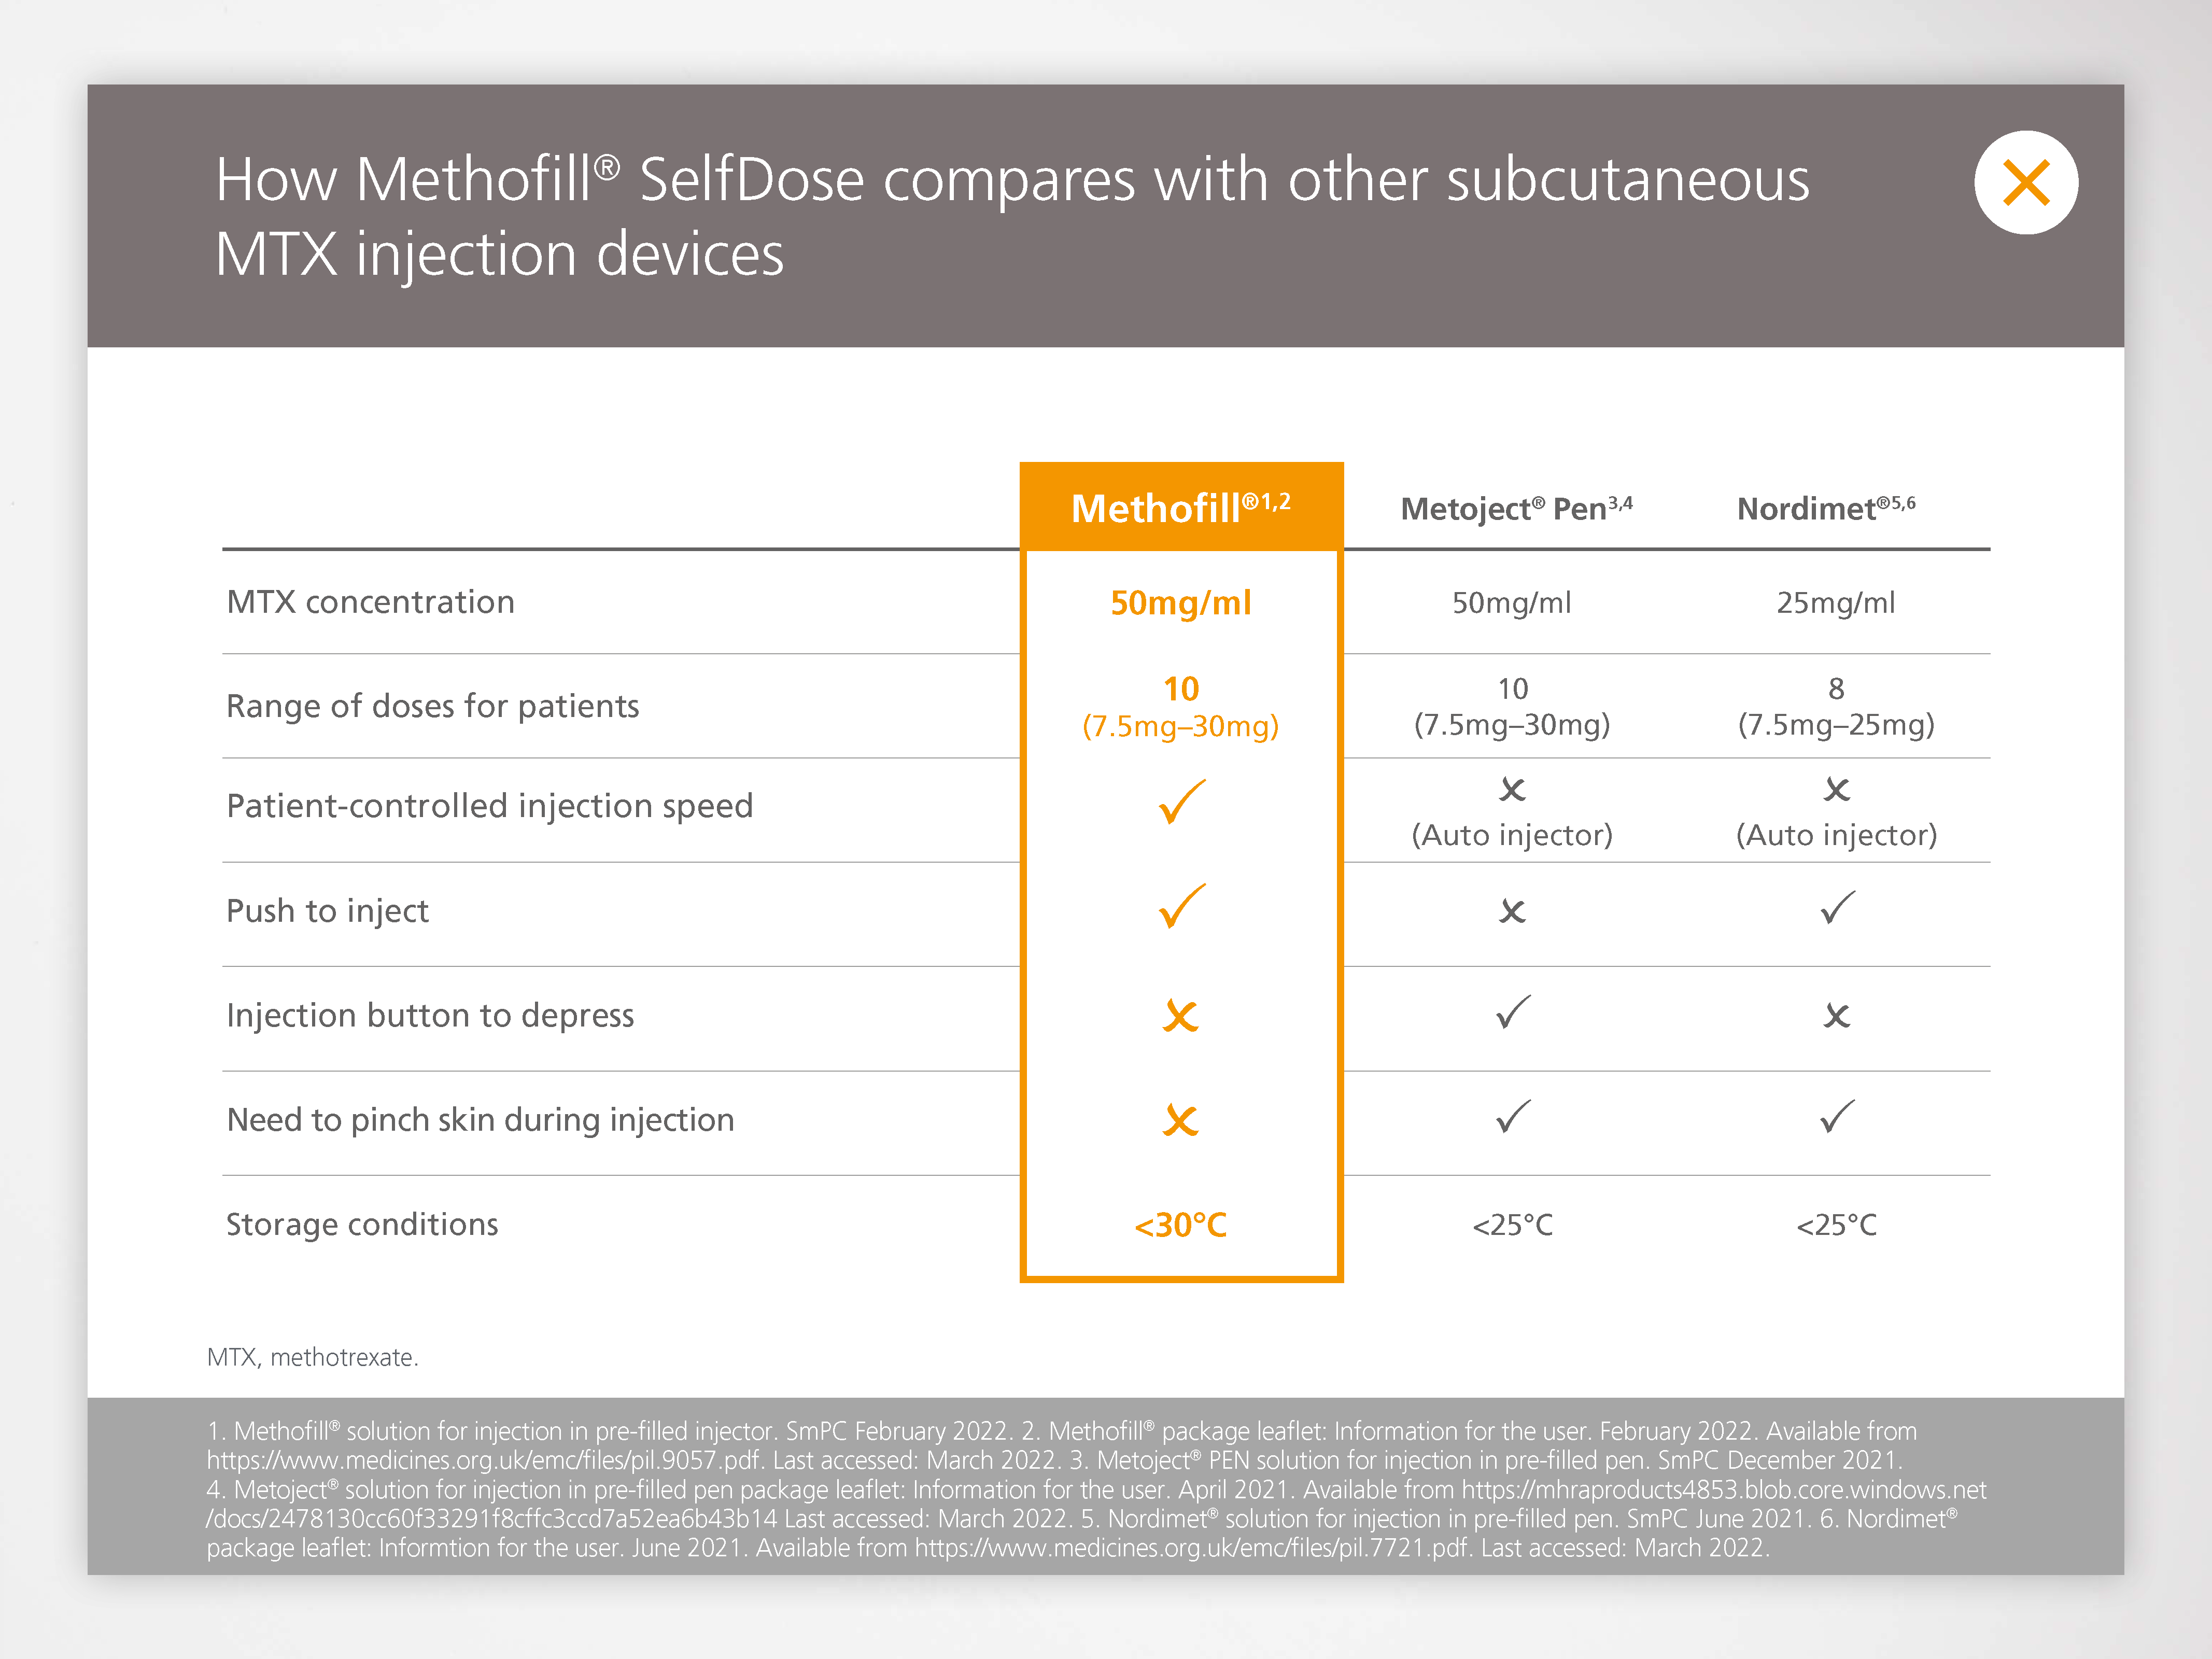 How Methofill® SelfDose compares with other subcutaneous
MTX injection devices
Methofill®1,2 Metoject® Pen3,4 Nordimet®5,6
MTX concentration 50mg/ml 50mg/ml 25mg/ml
Range of doses for patients 10 (7.5mg–30mg) 10 (7.5mg–30mg) 8 (7.5mg–25mg)
Patient-controlled injection speed ✓ ✗ (Auto injector) ✗ (Auto injector)
Push to inject ✓ ✗ ✓
Injection button to depress ✗ ✓ ✗
Need to pinch skin during injection ✗ ✓ ✓
Storage conditions <30°C <25°C <25°C
MTX, methotrexate.
1. Methofill® solution for injection in pre-filled injector. SmPC February 2022. 2. Methofill® package leaflet: Information for the user. February 2022. Available from
https://www.medicines.org.uk/emc/files/pil.9057.pdf. Last accessed: March 2022. 3. Metoject® PEN solution for injection in pre-filled pen. SmPC December 2021.
4. Metoject® solution for injection in pre-filled pen package leaflet: Information for the user. April 2021. Available from https://mhraproducts4853.blob.core.windows.net
/docs/2478130cc60f33291f8cffc3ccd7a52ea6b43b14 Last accessed: March 2022. 5. Nordimet® solution for injection in pre-filled pen. SmPC June 2021. 6. Nordimet®
package leaflet: Informtion for the user. June 2021. Available from https://www.medicines.org.uk/emc/files/pil.7721.pdf. Last accessed: March 2022.